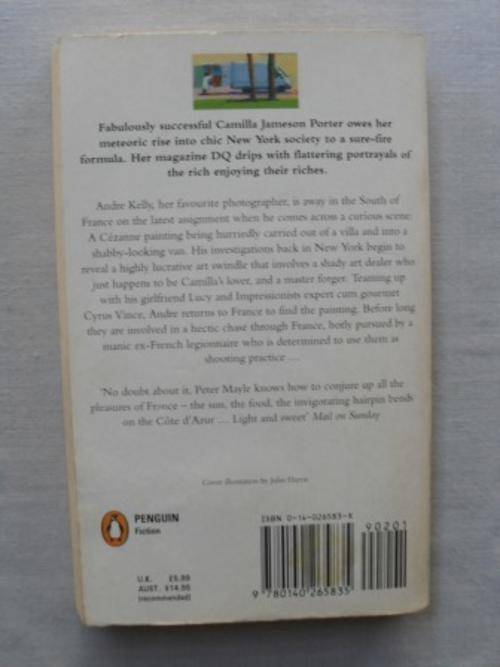 Fabulously successful Camilla Jameson Porter owes her
meteoric rise into chic New York society to a sure-fire
formula. Her magazine DQ drips with flattering portrayals of
the rich enjoying their riches.
Andre Kelly, her favourite photographer, is away in the South of
France on the latest assignment when he comes across a curious scene:
A Cézanne painting being hurriedly carried out of a villa and into a
shabby-looking van. His investigations back in New York begin to
reveal a highly lucrative art swindle that involves a shady art dealer who
just happens to be Camilla's lover, and a master forger. Teaming up
with his girlfriend Lucy and Impressionists expert cum gourmet
Cyrus Vince, Andre returns to France to find the painting. Before long
they are involved in a hectic chase through France, hotly pursued by a
manic ex-French legionnaire who is determined to use them as
shooting practice ...
'No doubt about it, Peter Mayle knows how to conjure up all the
pleasures of France – the sun, the food, the invigorating hairpin bends
on the Côte d'Azur ... Light and sweet' Mail on Sunday
Cover illustration by John
PENGUIN
Fiction
ISBN 0-14-026583-X
90201
U.K. £5.99
AUST. $14.95
(recommended)
9 780140 265835